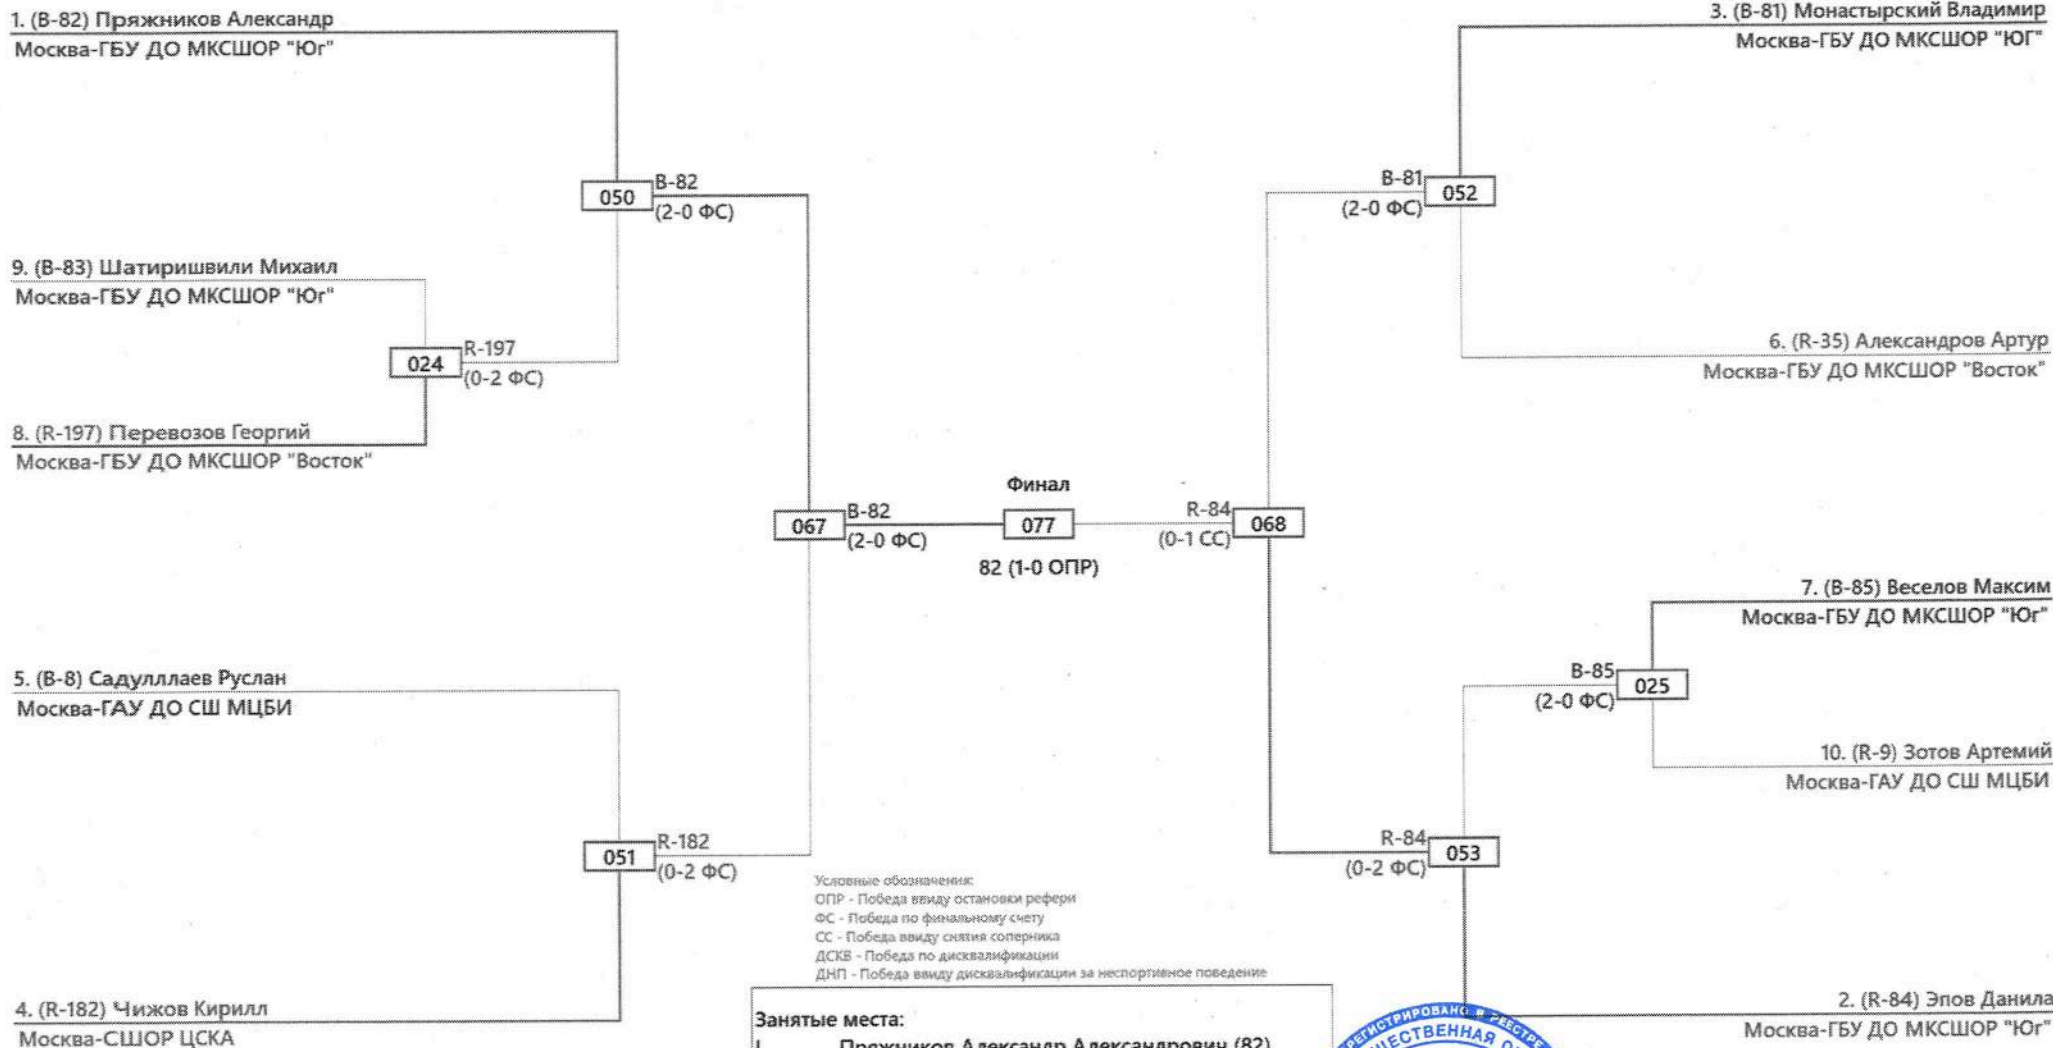 1. (B-82) Пряжников Александр
Москва-ГБУ ДО МКСШОР "Юг"
050
B-82
(2-0 ФС)
9. (B-83) Шатиришвили Михаил
Москва-ГБУ ДО МКСШОР "Юг"
024
R-197
(0-2 ФС)
8. (R-197) Перевозов Георгий
Москва-ГБУ ДО МКСШОР "Восток"
067
B-82
(2-0 ФС)
5. (B-8) Садулллаев Руслан
Москва-ГАУ ДО СШ МЦБИ
051
R-182
(0-2 ФС)
4. (R-182) Чижов Кирилл
Москва-СШОР ЦСКА
Финал
077
82 (1-0 ОПР)
3. (B-81) Монастырский Владимир
Москва-ГБУ ДО МКСШОР "ЮГ"
B-81
052
(2-0 ФС)
6. (R-35) Александров Артур
Москва-ГБУ ДО МКСШОР "Восток"
R-84
068
(0-1 СС)
7. (B-85) Веселов Максим
Москва-ГБУ ДО МКСШОР "Юг"
B-85
025
(2-0 ФС)
10. (R-9) Зотов Артемий
Москва-ГАУ ДО СШ МЦБИ
R-84
053
(0-2 ФС)
2. (R-84) Эпов Данила
Москва-ГБУ ДО МКСШОР "Юг"
Условные обозначения:
ОПР - Победа ввиду остановки рефери
ФС - Победа по финальному счету
СС - Победа ввиду снятия соперника
ДСКВ - Победа по дисквалификации
ДНП - Победа ввиду дисквалификации за неспортивное поведение
Занятые места:
I Пряжников Александр Александрович (82)